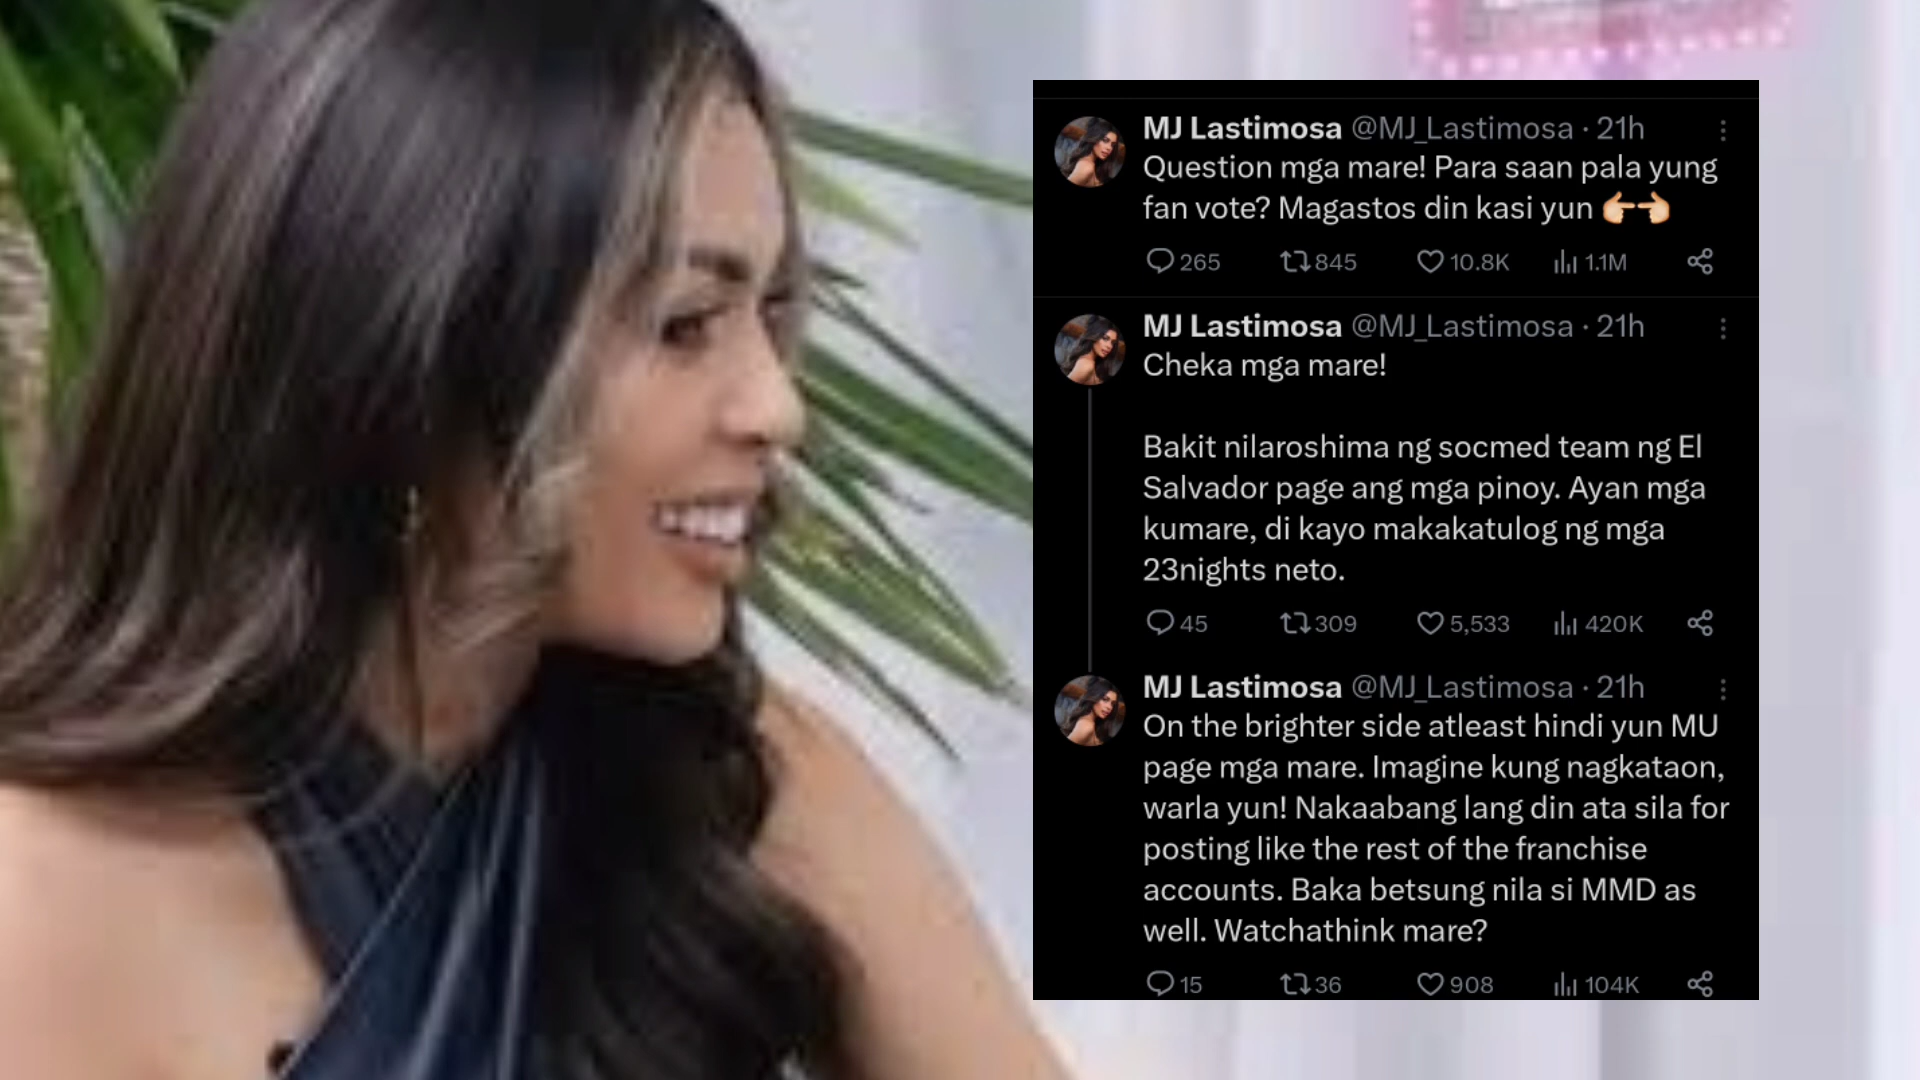 MJ Lastimosa @MJ_Lastimosa · 21h
Question mga mare! Para saan pala yung
fan vote? Magastos din kasi yun 👉👈
265 845 10.8K 1.1M
MJ Lastimosa @MJ_Lastimosa · 21h
Cheka mga mare!
Bakit nilaroshima ng socmed team ng El
Salvador page ang mga pinoy. Ayan mga
kumare, di kayo makakatulog ng mga
23nights neto.
45 309 5,533 420K
MJ Lastimosa @MJ_Lastimosa · 21h
On the brighter side atleast hindi yun MU
page mga mare. Imagine kung nagkataon,
warla yun! Nakaabang lang din ata sila for
posting like the rest of the franchise
accounts. Baka betsung nila si MMD as
well. Watchathink mare?
15 36 908 104K